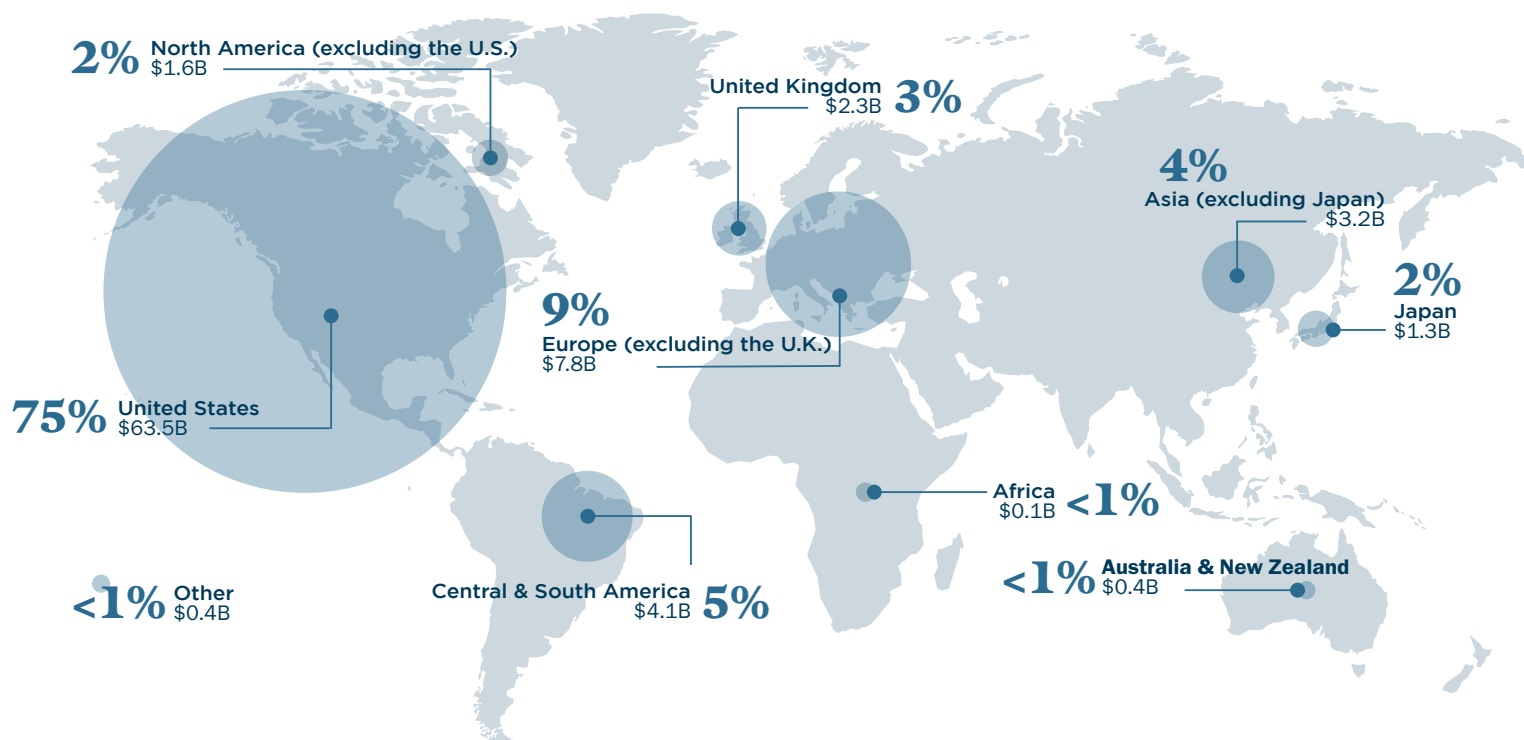 2%
North America (excluding the U.S.)
$1.6B
United Kingdom
$2.3B
3%
4%
Asia (excluding Japan)
$3.2B
2%
Japan
$1.3B
9%
Europe (excluding the U.K.)
$7.8B
75%
United States
$63.5B
Africa
$0.1B
<1%
<1%
Australia & New Zealand
$0.4B
<1%
Other
$0.4B
Central & South America
$4.1B
5%